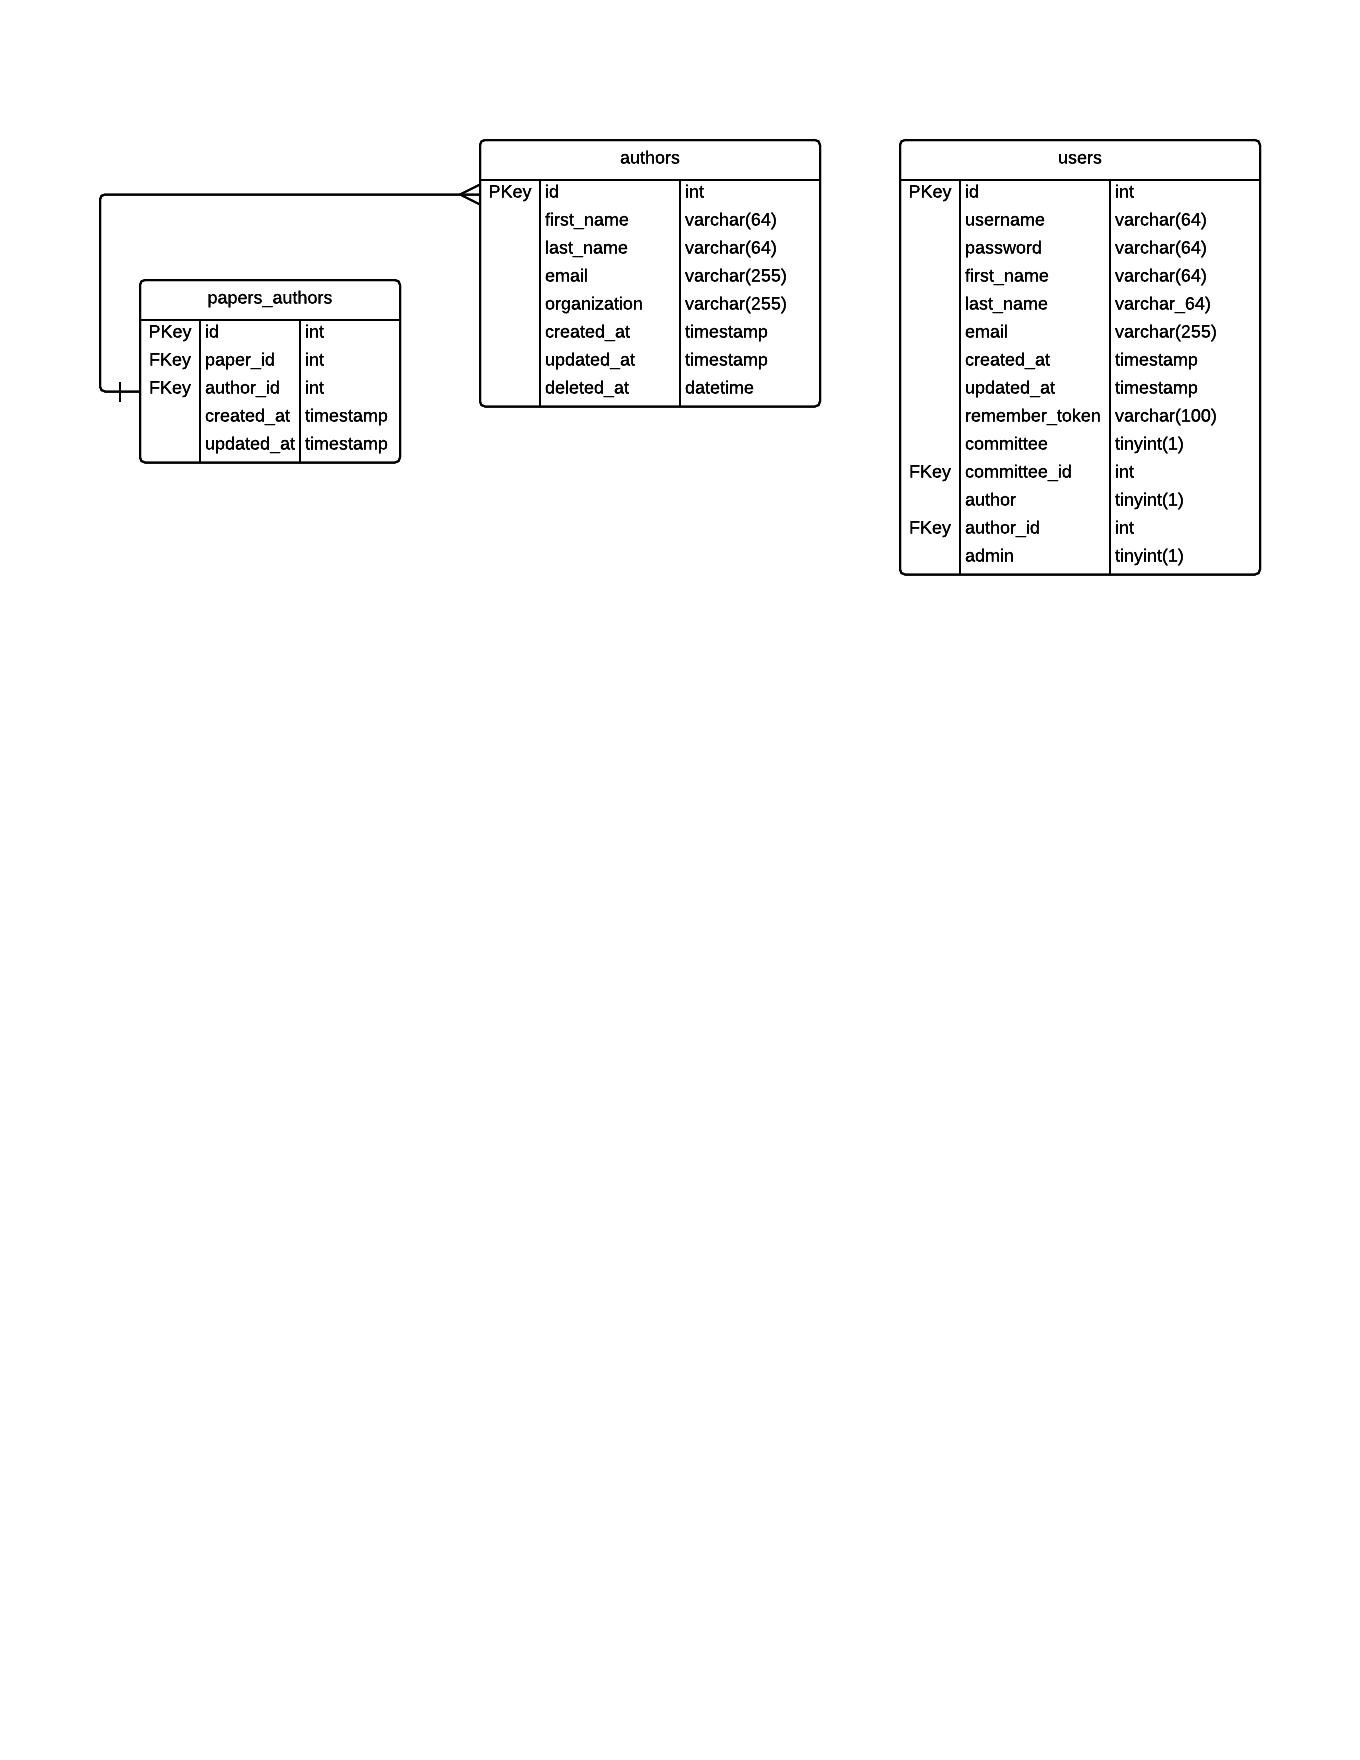 authors
PKey id int
first_name varchar(64)
last_name varchar(64)
email varchar(255)
organization varchar(255)
created_at timestamp
updated_at timestamp
deleted_at datetime
users
PKey id int
username varchar(64)
password varchar(64)
first_name varchar(64)
last_name varchar_64)
email varchar(255)
created_at timestamp
updated_at timestamp
remember_token varchar(100)
committee tinyint(1)
FKey committee_id int
author tinyint(1)
FKey author_id int
admin tinyint(1)
papers_authors
PKey id int
FKey paper_id int
FKey author_id int
created_at timestamp
updated_at timestamp